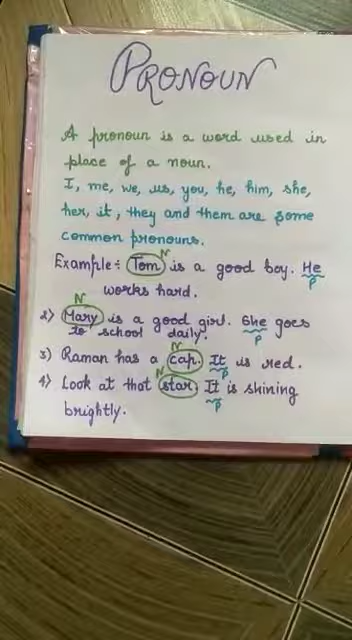 PRONOUN
A pronoun is a word used in
place of a noun.
I, me, we, us, you, he, him, she,
her, it, they and them are some
common pronouns.
N
Example:- Tom is a good boy. He
P
works hard.
N
2) Mary is a good girl. She goes
to school daily.
P
N
3) Raman has a cap. It is red.
P
N
4) Look at that star. It is shining
P
brightly.